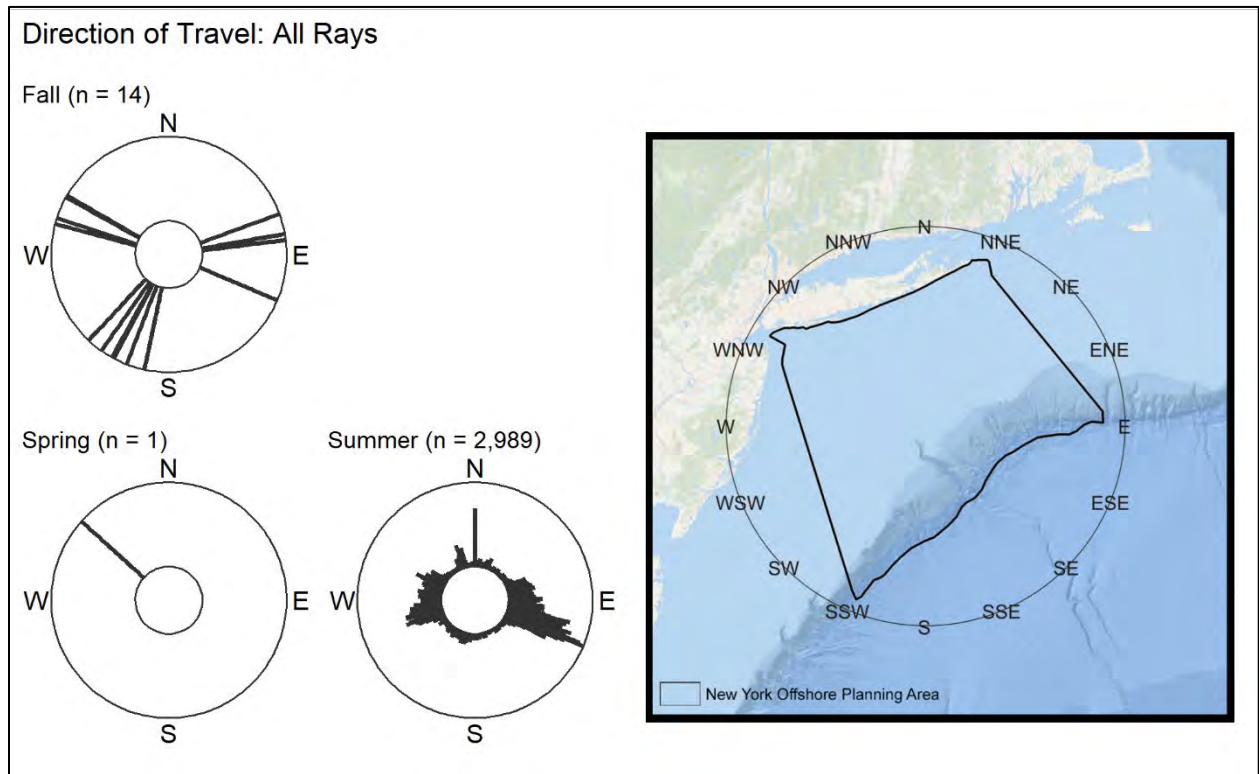 Direction of Travel: All Rays
Fall (n = 14)
N
W
E
S
Spring (n = 1)
N
W
E
S
Summer (n = 2,989)
N
W
E
S
N
NNW
NNE
NW
NE
WNW
ENE
W
E
WSW
ESE
SW
SE
SSW
SSE
S
New York Offshore Planning Area